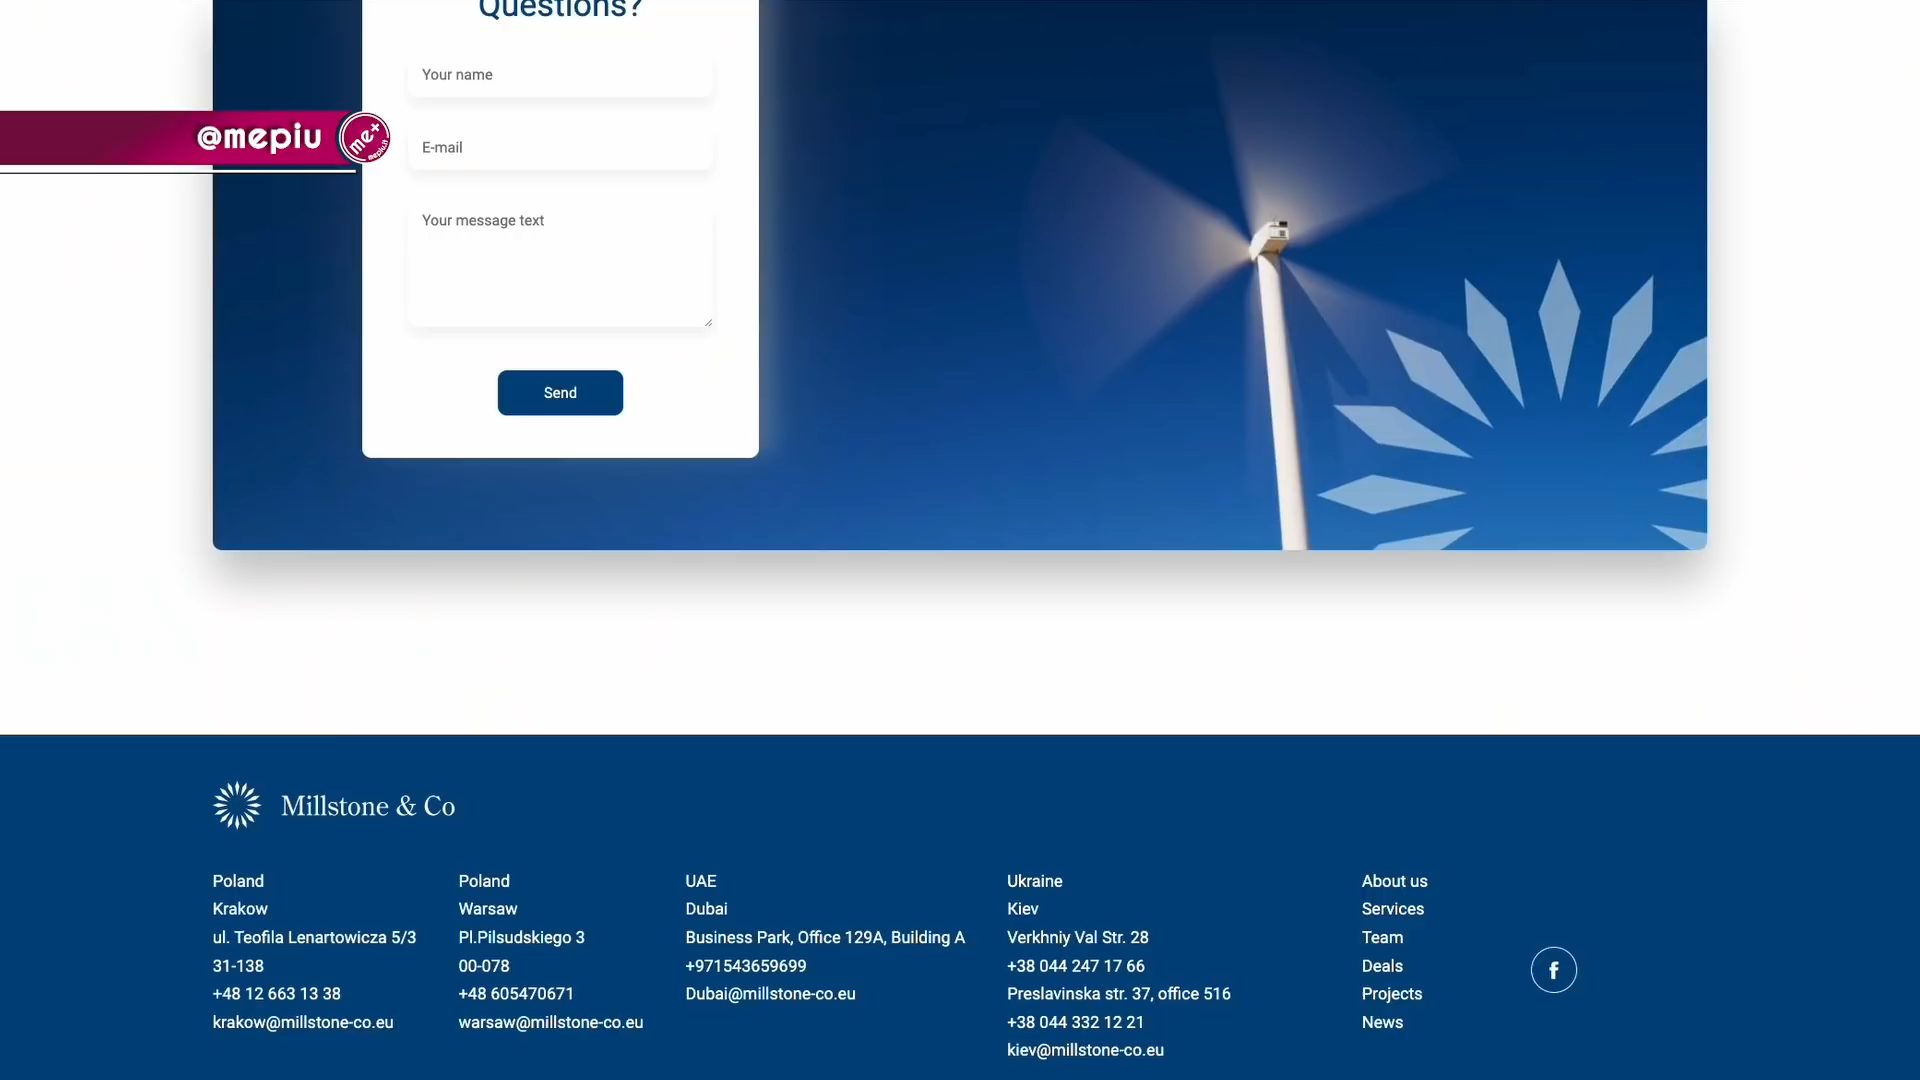 Questions?
Your name
@mepiu
me+
mepiu.it
E-mail
Your message text
Send
Millstone & Co
Poland
Krakow
ul. Teofila Lenartowicza 5/3
31-138
+48 12 663 13 38
krakow@millstone-co.eu
Poland
Warsaw
Pl.Pilsudskiego 3
00-078
+48 605470671
warsaw@millstone-co.eu
UAE
Dubai
Business Park, Office 129A, Building A
+971543659699
Dubai@millstone-co.eu
Ukraine
Kiev
Verkhniy Val Str. 28
+38 044 247 17 66
Preslavinska str. 37, office 516
+38 044 332 12 21
kiev@millstone-co.eu
About us
Services
Team
Deals
Projects
News